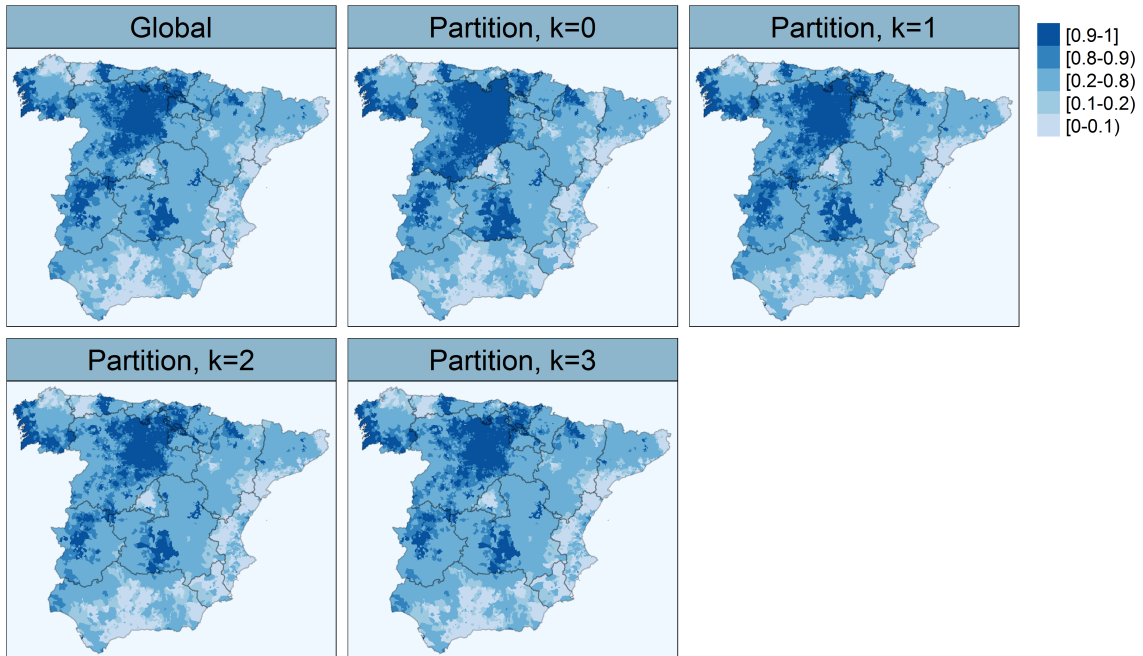 Global
Partition, k=0
Partition, k=1
[0.9-1]
[0.8-0.9)
[0.2-0.8)
[0.1-0.2)
[0-0.1)
Partition, k=2
Partition, k=3